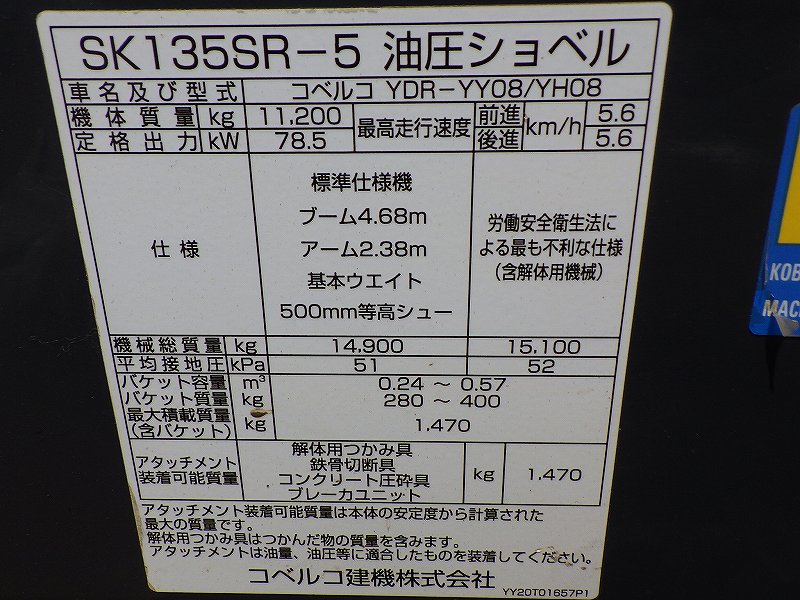 SK135SR-5 油圧ショベル
車名及び型式 コベルコ YDR-YY08/YH08
機体質量 kg 11,200 最高走行速度 前進 km/h 5.6
定格出力 kW 78.5 後進 5.6
仕様
標準仕様機
ブーム4.68m
アーム2.38m
基本ウエイト
500mm等高シュー
労働安全衛生法に
よる最も不利な仕様
(含解体用機械)
機械総質量 kg 14,900 15,100
平均接地圧 kPa 51 52
バケット容量 m³ 0.24 ～ 0.57
バケット質量 kg 280 ～ 400
最大積載質量
(含バケット) kg 1,470
アタッチメント
装着可能質量
解体用つかみ具
鉄骨切断具
コンクリート圧砕具
ブレーカユニット
kg 1,470
アタッチメント装着可能質量は本体の安定度から計算された
最大の質量です。
解体用つかみ具はつかんだ物の質量を含みます。
アタッチメントは油量、油圧等に適合したものを装着してください。
コベルコ建機株式会社 YY20T01657P1
KOB
MAC